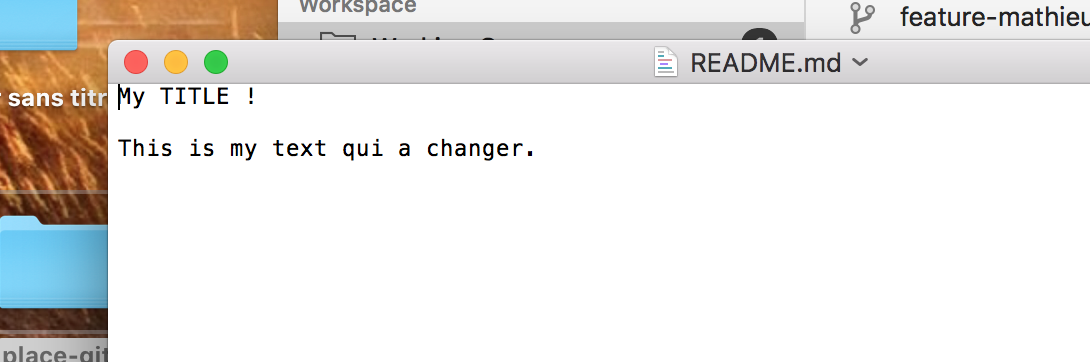 Workspace
feature-mathieu
README.md
sans titr
My TITLE !
This is my text qui a changer.
place-git